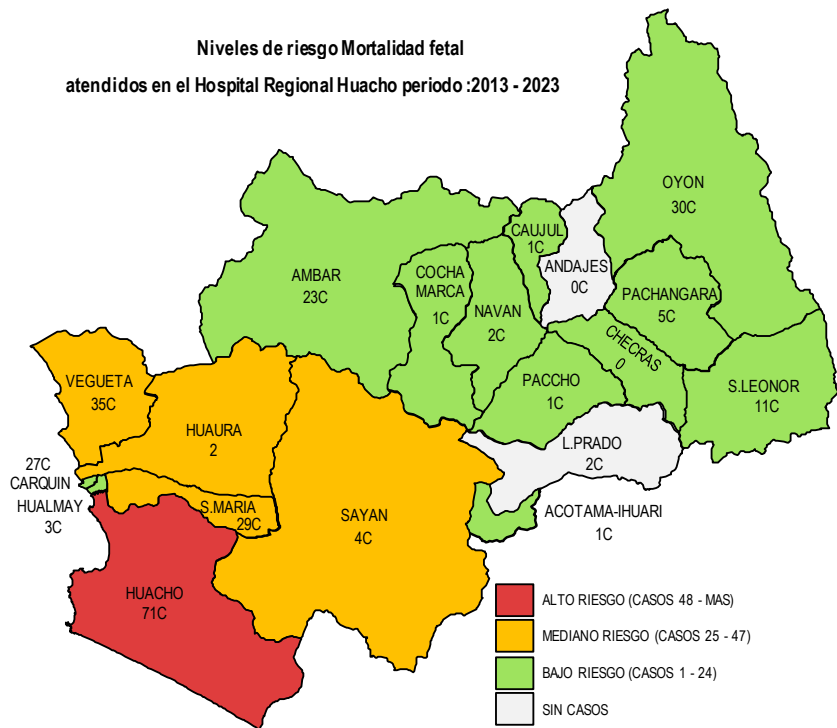 Niveles de riesgo Mortalidad fetal
atendidos en el Hospital Regional Huacho periodo :2013 - 2023
OYON
30C
CAUJUL
1C
ANDAJES
0C
AMBAR
23C
COCHA
MARCA
1C
NAVAN
2C
PACHANGARA
5C
CHECRAS
0
PACCHO
1C
S.LEONOR
11C
VEGUETA
35C
HUAURA
2
L.PRADO
2C
27C
CARQUIN
HUALMAY
3C
S.MARIA
29C
SAYAN
4C
ACOTAMA-IHUARI
1C
HUACHO
71C
ALTO RIESGO (CASOS 48 - MAS)
MEDIANO RIESGO (CASOS 25 - 47)
BAJO RIESGO (CASOS 1 - 24)
SIN CASOS